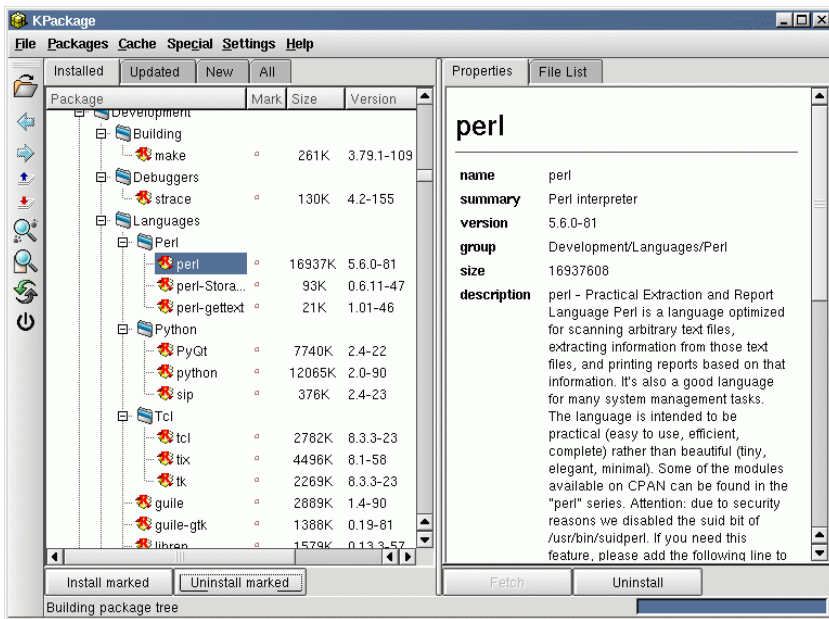 KPackage
File Packages Cache Special Settings Help
Installed Updated New All
Package Mark Size Version
Development
Building
make 261K 3.79.1-109
Debuggers
strace 130K 4.2-155
Languages
Perl
perl 16937K 5.6.0-81
perl-Stora... 93K 0.6.11-47
perl-gettext 21K 1.01-46
Python
PyQt 7740K 2.4-22
python 12065K 2.0-90
sip 376K 2.4-23
Tcl
tcl 2782K 8.3.3-23
tix 4496K 8.1-58
tk 2269K 8.3.3-23
guile 2889K 1.4-90
guile-gtk 1388K 0.19-81
1579K 0.13.3-57
Install marked Uninstall marked
Properties File List
perl
name perl
summary Perl interpreter
version 5.6.0-81
group Development/Languages/Perl
size 16937608
description perl - Practical Extraction and Report
Language Perl is a language optimized
for scanning arbitrary text files,
extracting information from those text
files, and printing reports based on that
information. It's also a good language
for many system management tasks.
The language is intended to be
practical (easy to use, efficient,
complete) rather than beautiful (tiny,
elegant, minimal). Some of the modules
available on CPAN can be found in the
"perl" series. Attention: due to security
reasons we disabled the suid bit of
/usr/bin/suidperl. If you need this
feature, please add the following line to
Fetch Uninstall
Building package tree